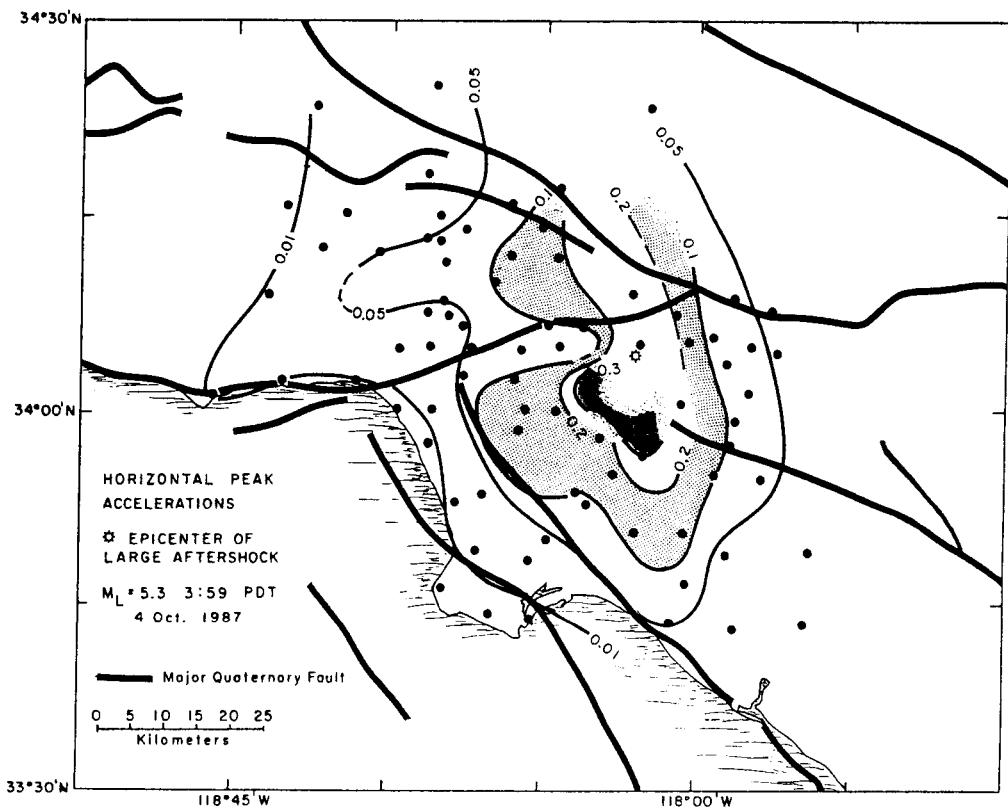 34°30'N
0.05
0.05
0.1
0.2
0.01
0.1
0.05
0.3
34°00'N
0.2
0.2
HORIZONTAL PEAK
ACCELERATIONS
EPICENTER OF
LARGE AFTERSHOCK
M_L = 5.3 3:59 PDT
4 Oct. 1987
0.01
Major Quaternary Fault
0 5 10 15 20 25
Kilometers
33°30'N
118°45'W
118°00'W